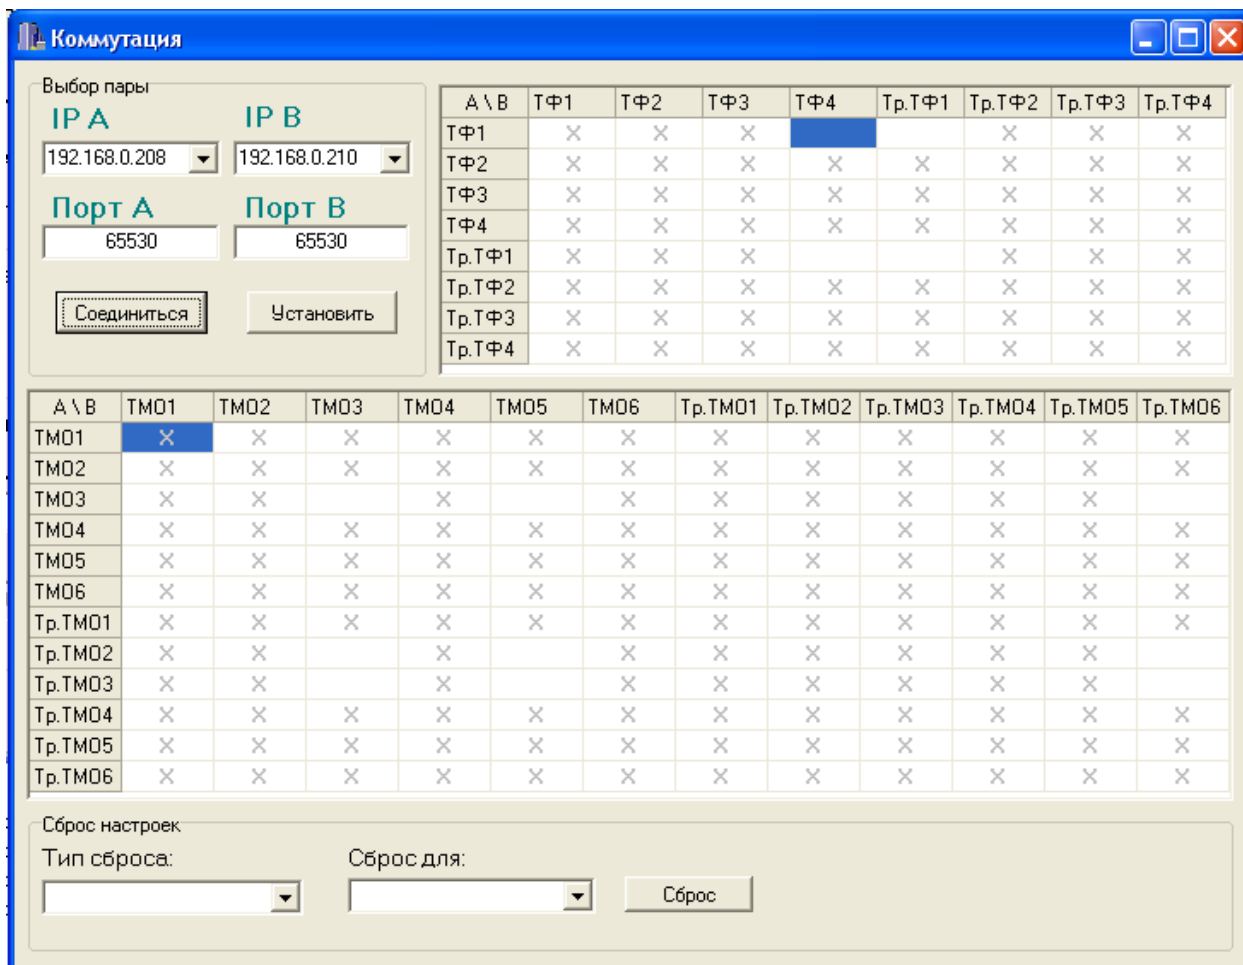 Коммутация
Выбор пары
IP A IP B
192.168.0.208 192.168.0.210
Порт A Порт B
65530 65530
Соединиться Установить
A \ B ТФ1 ТФ2 ТФ3 ТФ4 Тр.ТФ1 Тр.ТФ2 Тр.ТФ3 Тр.ТФ4
ТФ1 X X X X X X
ТФ2 X X X X X X X X
ТФ3 X X X X X X X X
ТФ4 X X X X X X X X
Тр.ТФ1 X X X X X X
Тр.ТФ2 X X X X X X X X
Тр.ТФ3 X X X X X X X X
Тр.ТФ4 X X X X X X X X
A \ B ТМО1 ТМО2 ТМО3 ТМО4 ТМО5 ТМО6 Тр.ТМО1 Тр.ТМО2 Тр.ТМО3 Тр.ТМО4 Тр.ТМО5 Тр.ТМО6
ТМО1 X X X X X X X X X X X X
ТМО2 X X X X X X X X X X X X
ТМО3 X X X X X X X X X
ТМО4 X X X X X X X X X X X X
ТМО5 X X X X X X X X X X X X
ТМО6 X X X X X X X X X X X X
Тр.ТМО1 X X X X X X X X X X X X
Тр.ТМО2 X X X X X X X X X
Тр.ТМО3 X X X X X X X X X
Тр.ТМО4 X X X X X X X X X X X X
Тр.ТМО5 X X X X X X X X X X X X
Тр.ТМО6 X X X X X X X X X X X X
Сброс настроек
Тип сброса: Сброс для:
Сброс